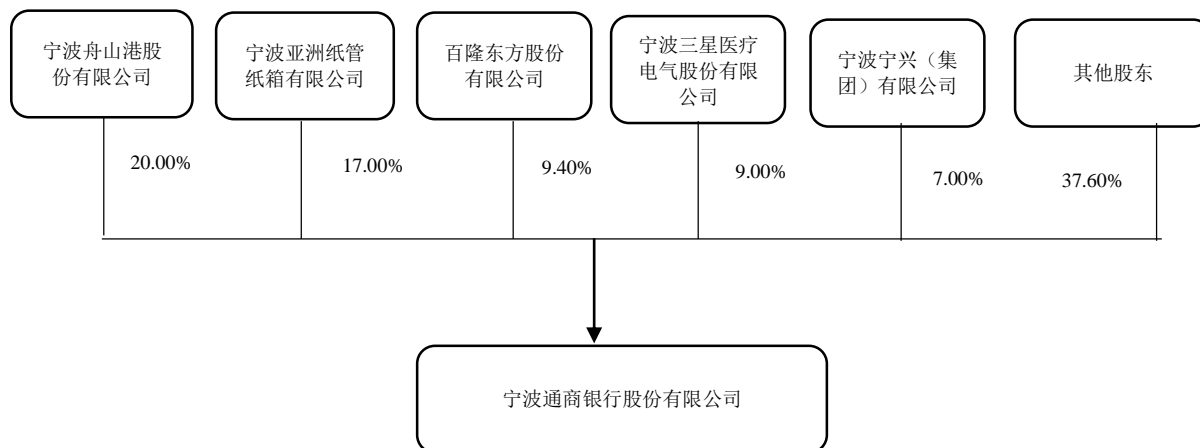 宁波舟山港股
份有限公司
宁波亚洲纸管
纸箱有限公司
百隆东方股份
有限公司
宁波三星医疗
电气股份有限
公司
宁波宁兴（集
团）有限公司
其他股东
20.00%
17.00%
9.40%
9.00%
7.00%
37.60%
宁波通商银行股份有限公司